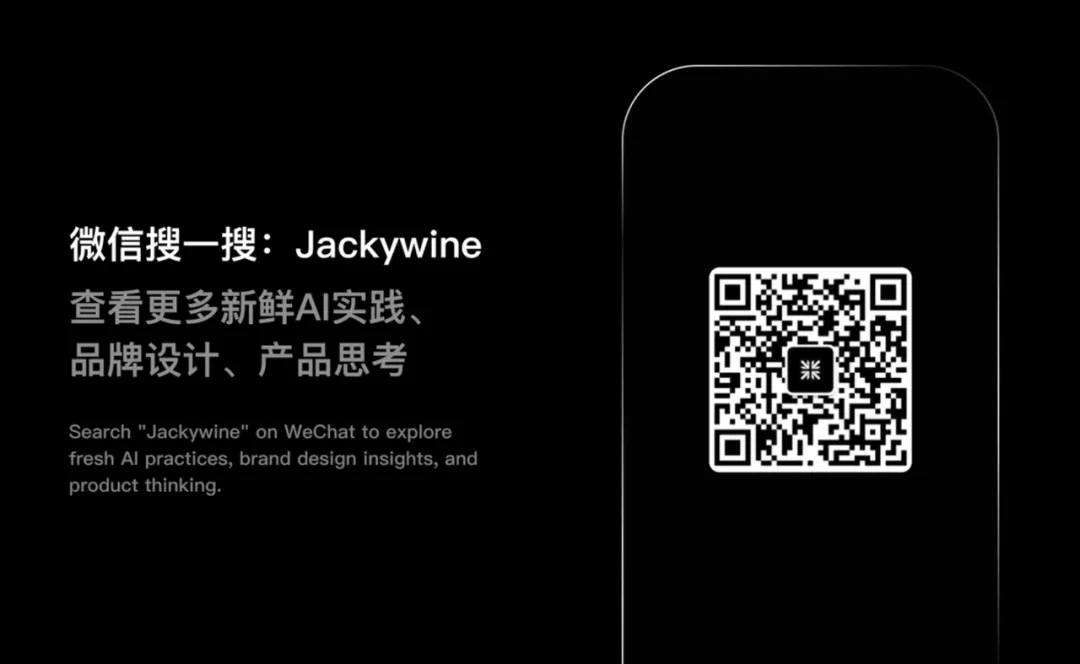 微信搜一搜：Jackywine
查看更多新鲜AI实践、
品牌设计、产品思考
Search "Jackywine" on WeChat to explore
fresh AI practices, brand design insights, and
product thinking.